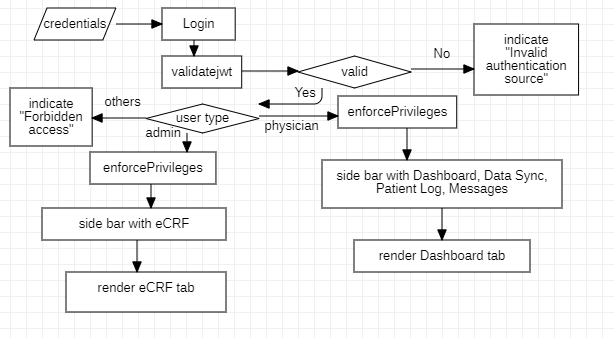 credentials
Login
validatejwt
valid
No
indicate
"Invalid
authentication
source"
Yes
indicate
"Forbidden
access"
others
user type
admin
physician
enforcePrivileges
enforcePrivileges
side bar with Dashboard, Data Sync,
Patient Log, Messages
side bar with eCRF
render Dashboard tab
render eCRF tab